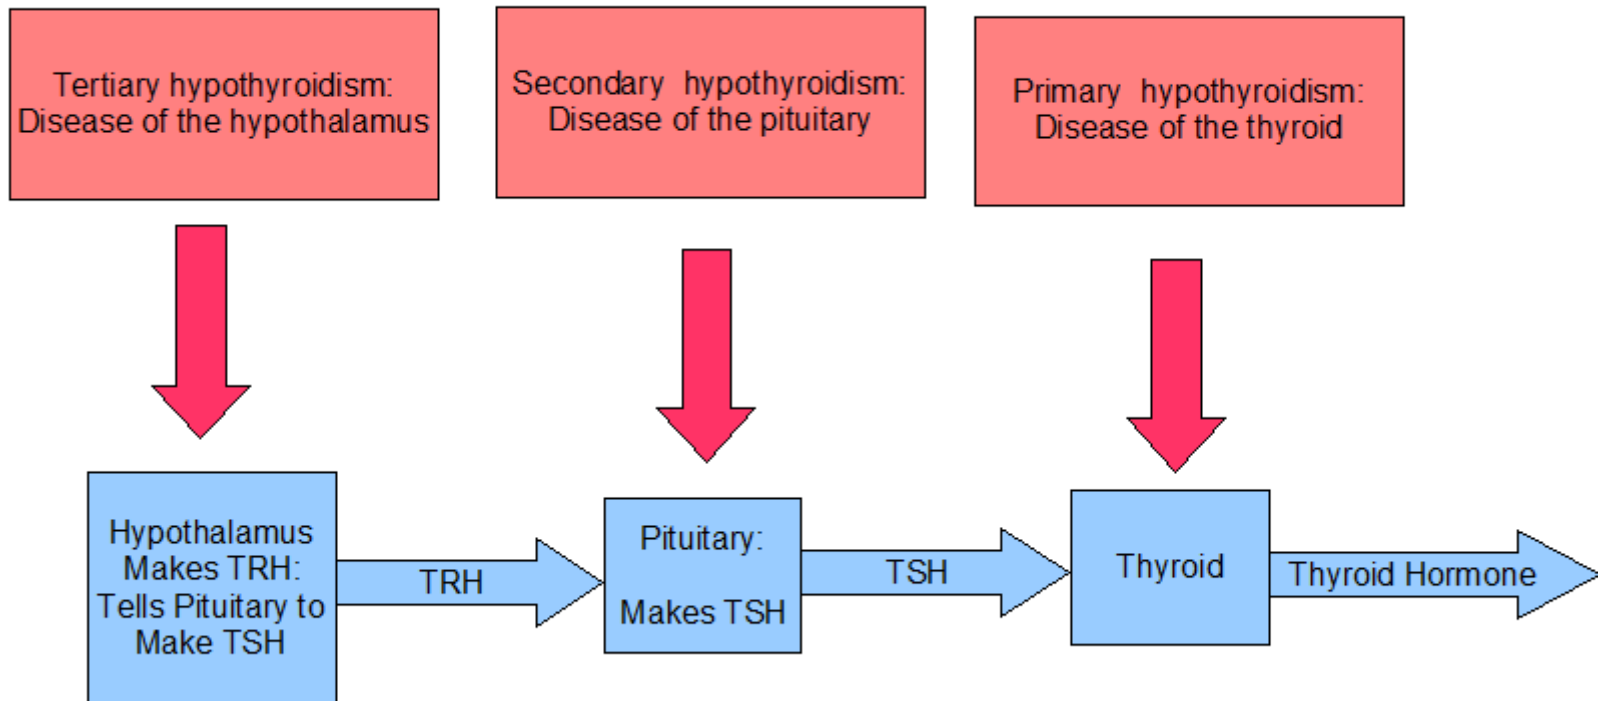 Tertiary hypothyroidism:
Disease of the hypothalamus
Secondary hypothyroidism:
Disease of the pituitary
Primary hypothyroidism:
Disease of the thyroid
Hypothalamus
Makes TRH:
Tells Pituitary to
Make TSH
TRH
Pituitary:
Makes TSH
TSH
Thyroid
Thyroid Hormone